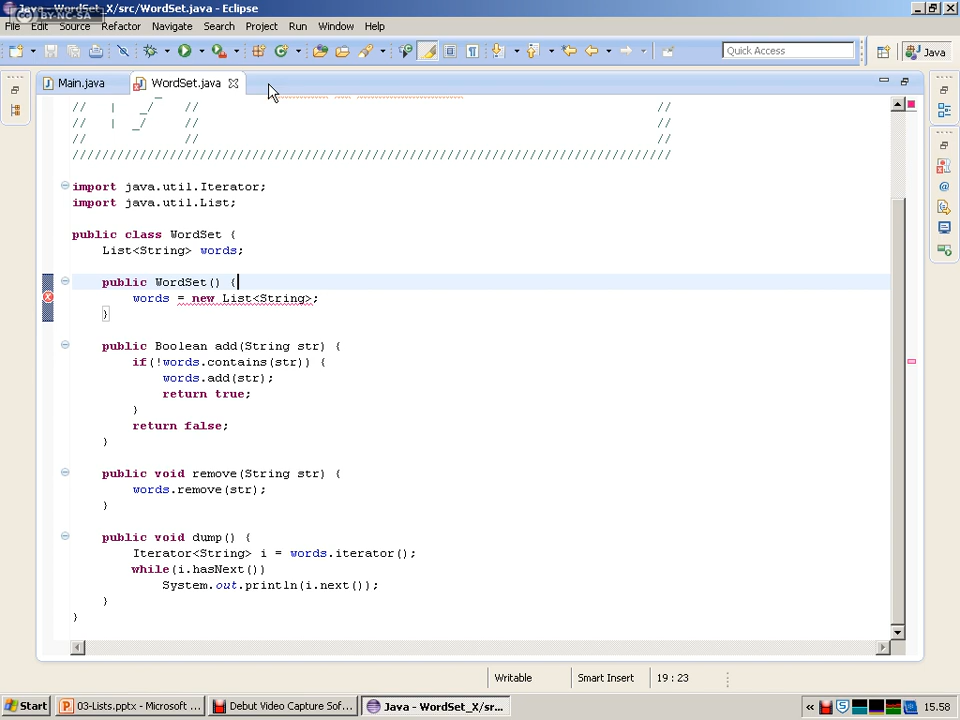 Java - WordSet_X/src/WordSet.java - Eclipse
CC BY-NC-SA
File Edit Source Refactor Navigate Search Project Run Window Help
Quick Access
Java
Main.java WordSet.java
// | _/ // //
// | _/ // //
// // //
///////////////////////////////////////////////////////////////////////////////
import java.util.Iterator;
import java.util.List;
public class WordSet {
List<String> words;
public WordSet() {
words = new List<String>;
}
public Boolean add(String str) {
if(!words.contains(str)) {
words.add(str);
return true;
}
return false;
}
public void remove(String str) {
words.remove(str);
}
public void dump() {
Iterator<String> i = words.iterator();
while(i.hasNext())
System.out.println(i.next());
}
}
Writable Smart Insert 19 : 23
Start 03-Lists.pptx - Microsoft ... Debut Video Capture Sof... Java - WordSet_X/sr... « 15.58